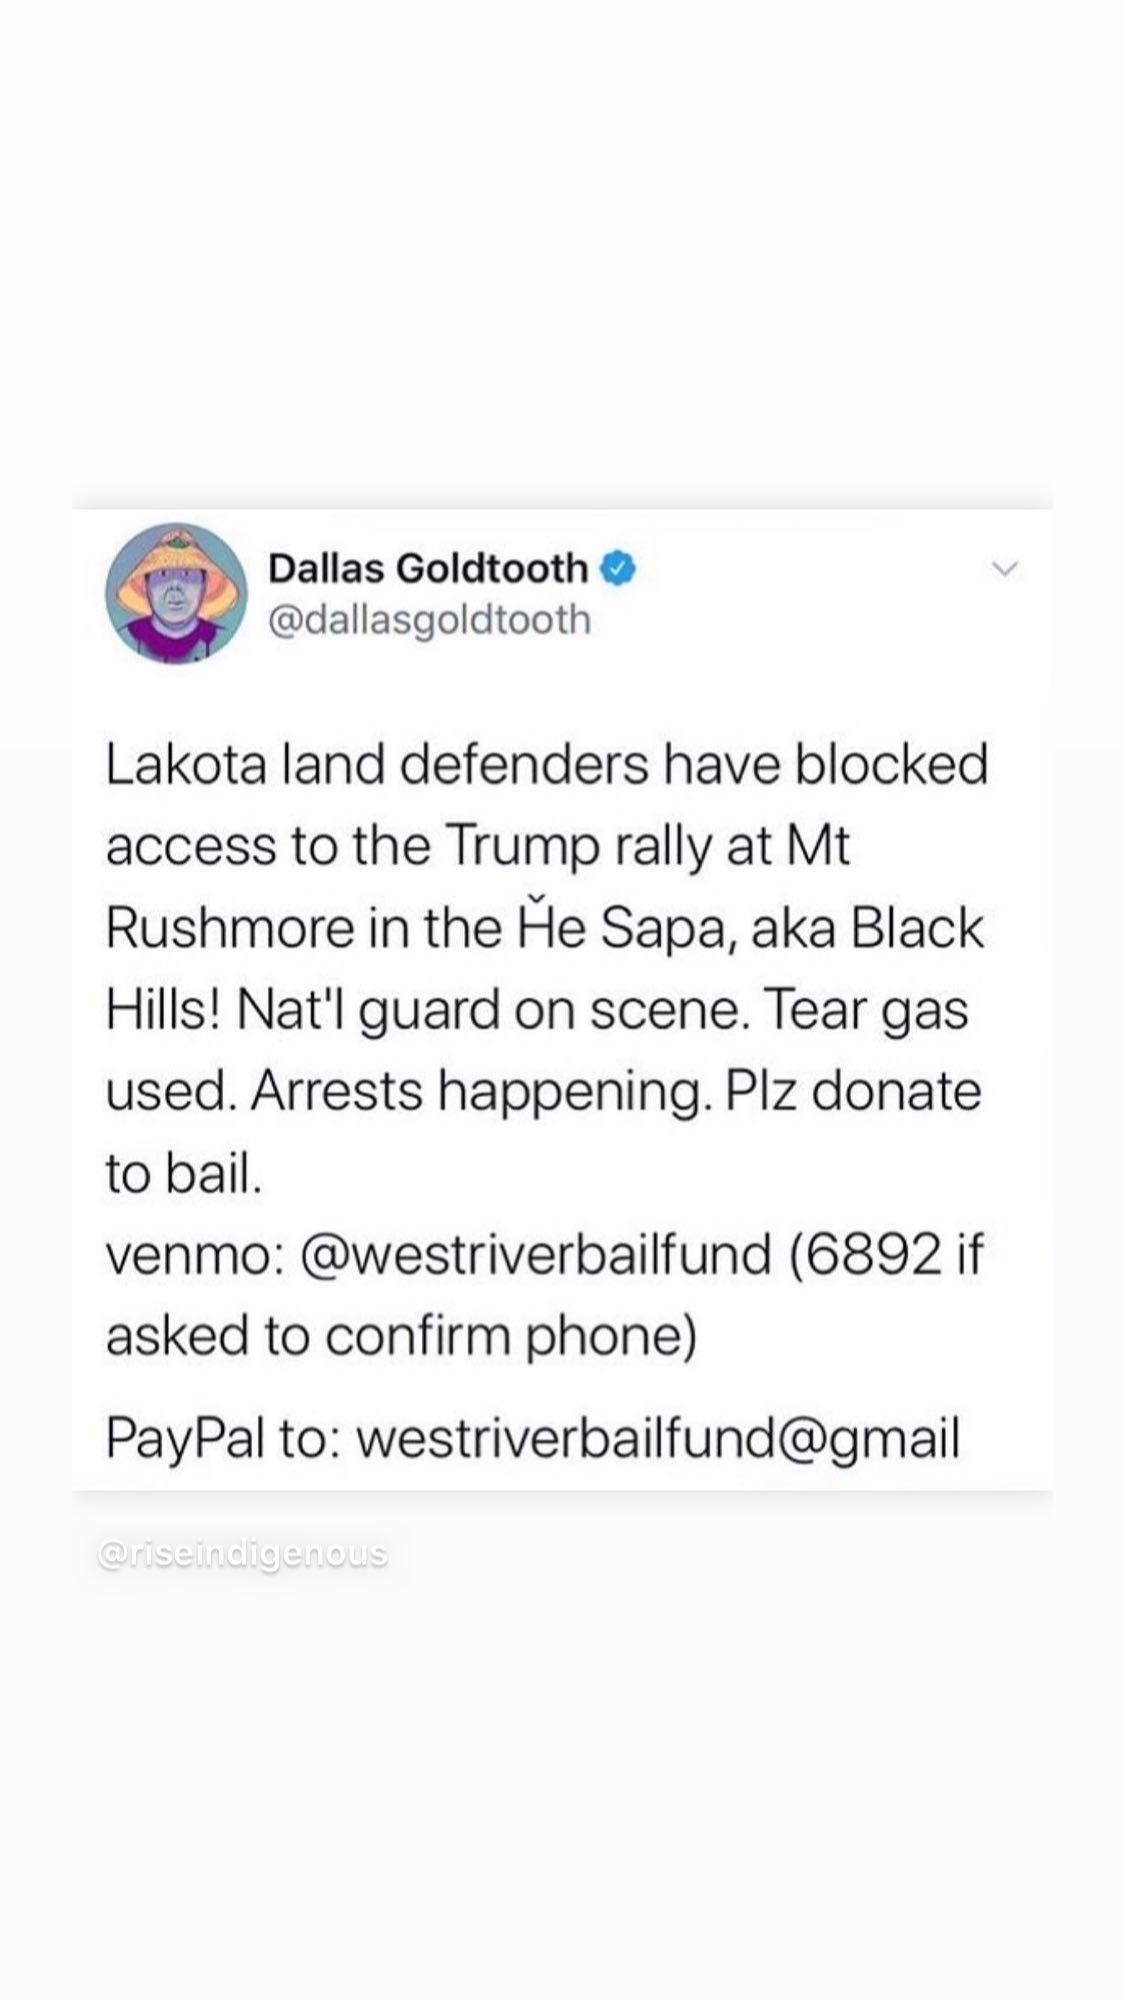 Dallas Goldtooth
@dallasgoldtooth
Lakota land defenders have blocked
access to the Trump rally at Mt
Rushmore in the Ȟe Sapa, aka Black
Hills! Nat'l guard on scene. Tear gas
used. Arrests happening. Plz donate
to bail.
venmo: @westriverbailfund (6892 if
asked to confirm phone)
PayPal to: westriverbailfund@gmail
@riseindigenous